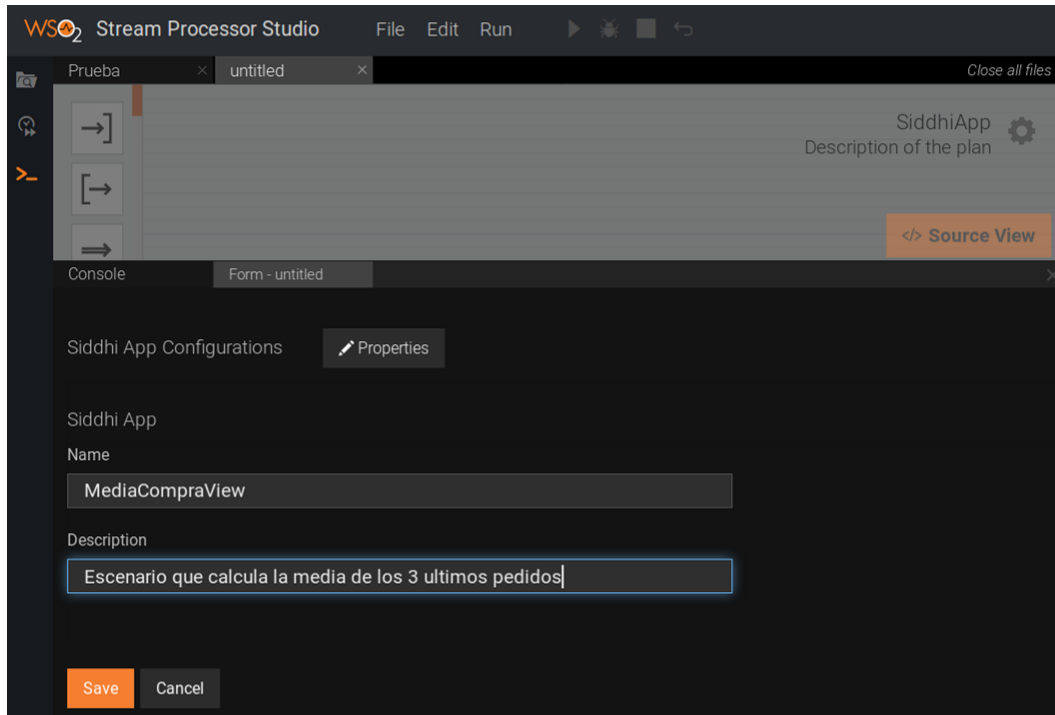 WSO2 Stream Processor Studio File Edit Run
Prueba × untitled × Close all files
SiddhiApp
Description of the plan
</> Source View
Console Form - untitled ×
Siddhi App Configurations Properties
Siddhi App
Name
MediaCompraView
Description
Escenario que calcula la media de los 3 ultimos pedidos
Save Cancel